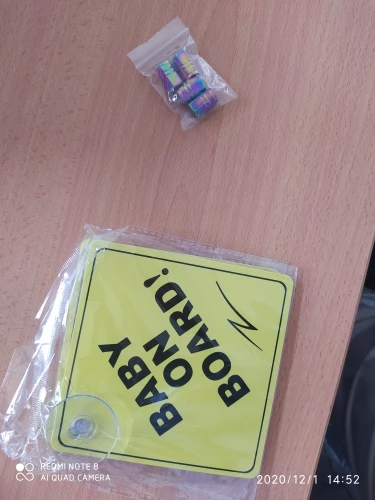 BABY
ON
BOARD!
REDMI NOTE 8
AI QUAD CAMERA
2020/12/1 14:52